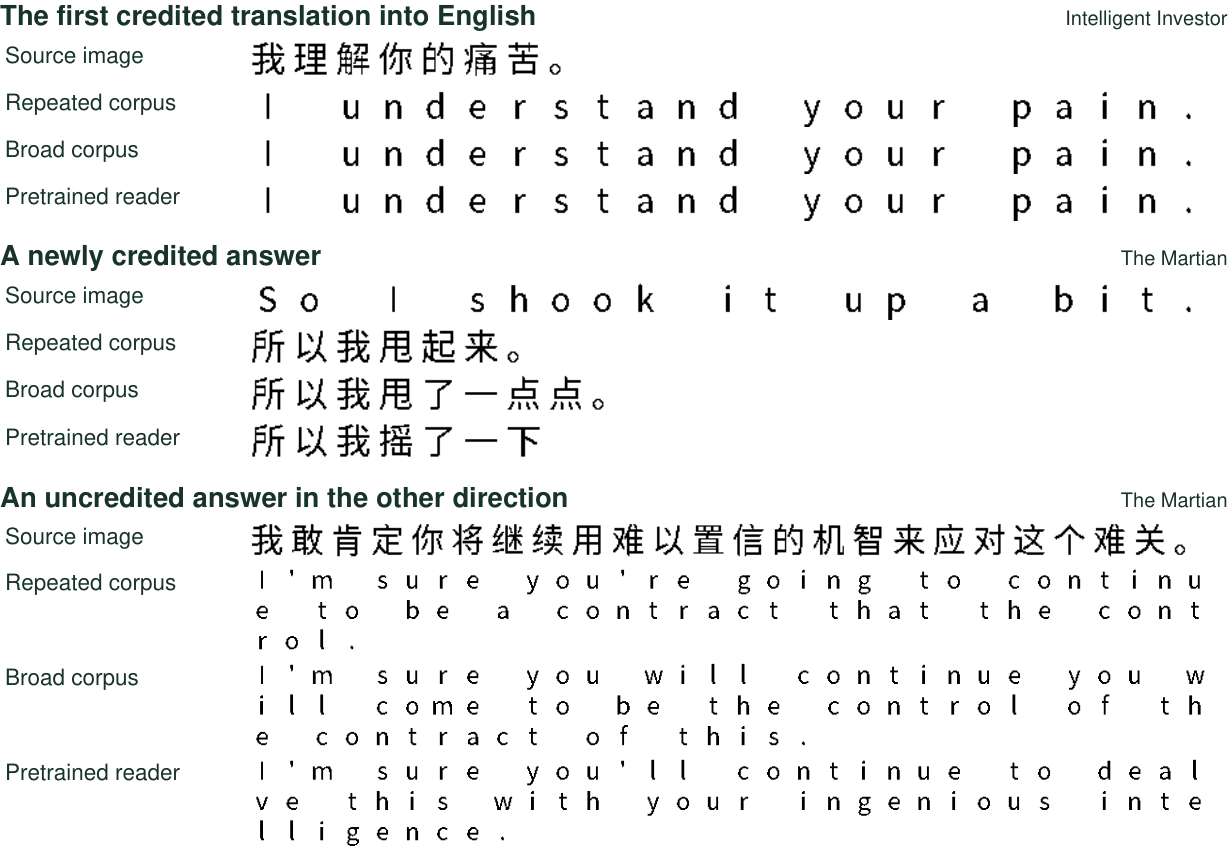 The first credited translation into English Intelligent Investor
Source image 我理解你的痛苦。
Repeated corpus I understand your pain.
Broad corpus I understand your pain.
Pretrained reader I understand your pain.
A newly credited answer The Martian
Source image So I shook it up a bit.
Repeated corpus 所以我甩起来。
Broad corpus 所以我甩了一点点。
Pretrained reader 所以我摇了一下
An uncredited answer in the other direction The Martian
Source image 我敢肯定你将继续用难以置信的机智来应对这个难关。
Repeated corpus I'm sure you're going to continu
e to be a contract that the cont
rol.
Broad corpus I'm sure you will continue you w
ill come to be the control of th
e contract of this.
Pretrained reader I'm sure you'll continue to deal
ve this with your ingenious inte
lligence.